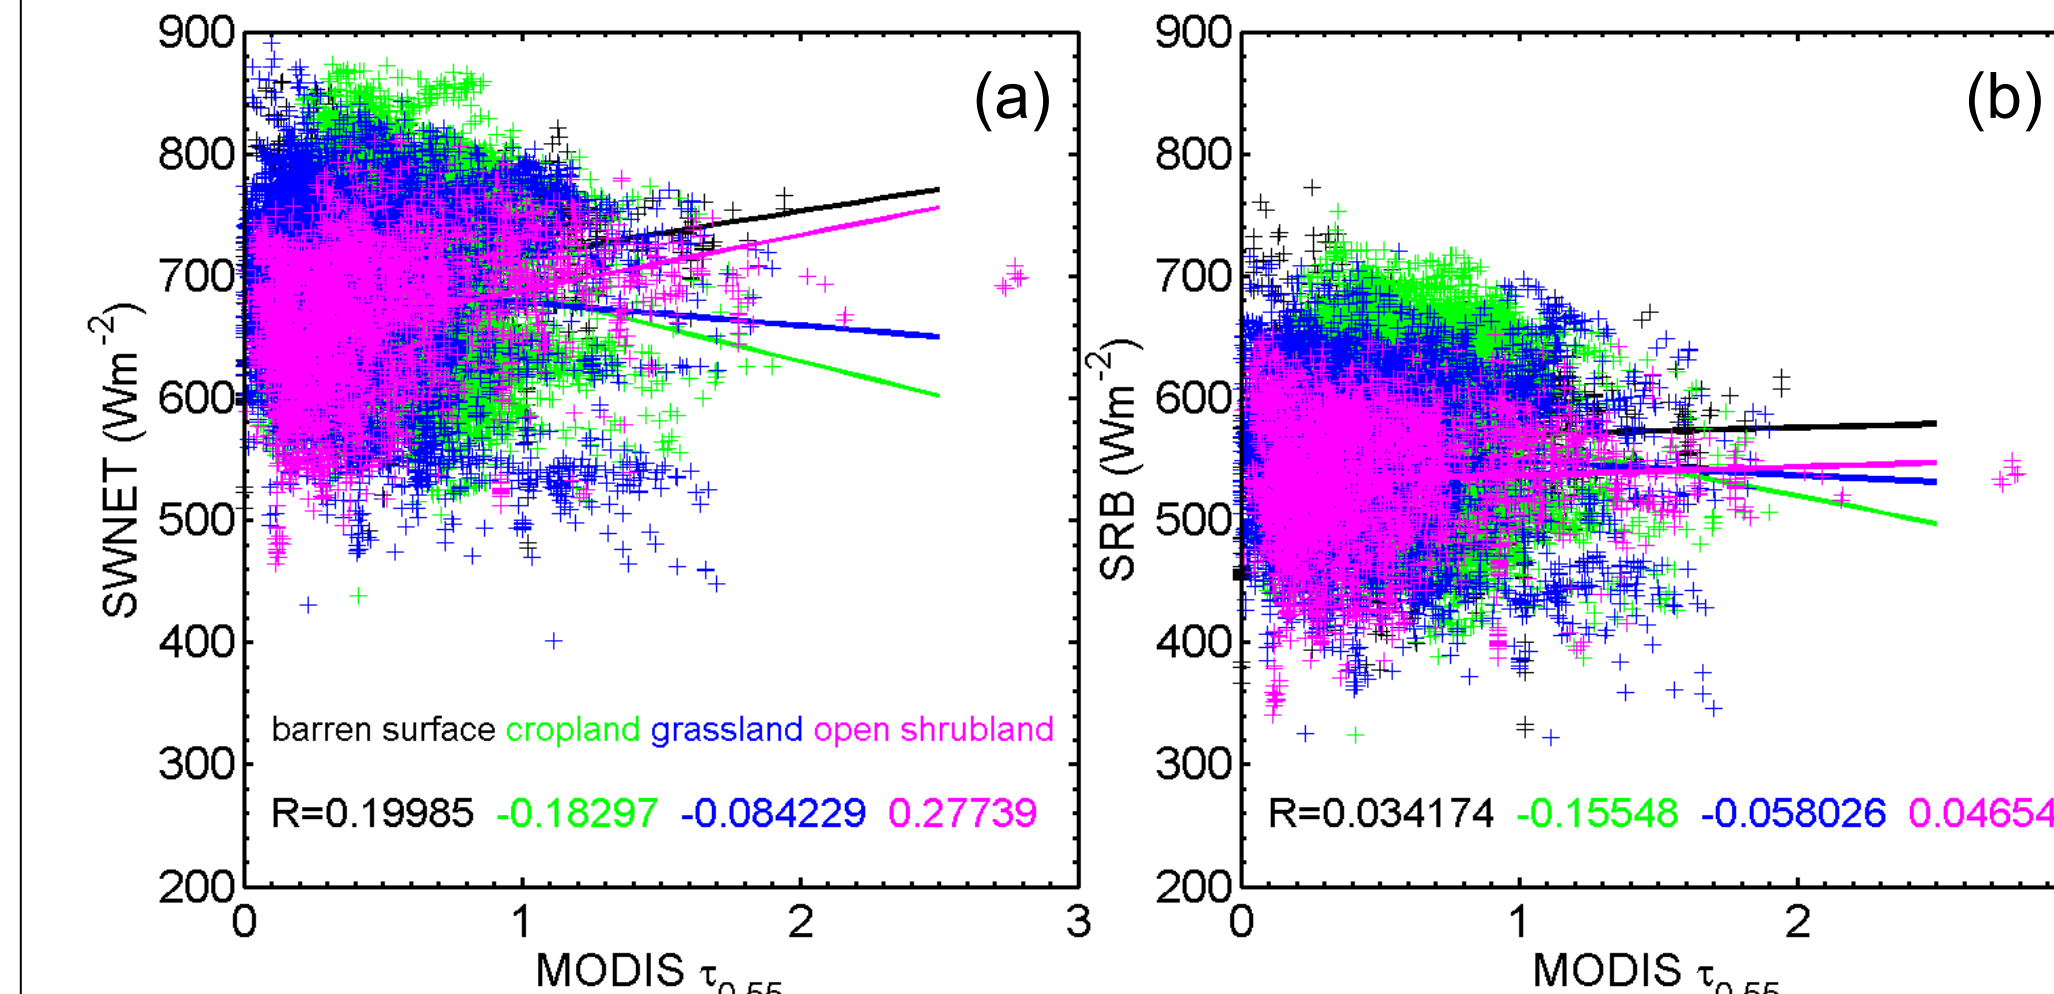 900
800
700
600
500
400
300
200
0 1 2 3
SWNET (Wm⁻²)
MODIS τ0.55
(a)
barren surface cropland grassland open shrubland
R=0.19985 -0.18297 -0.084229 0.27739
900
800
700
600
500
400
300
200
0 1 2
SRB (Wm⁻²)
MODIS τ0.55
(b)
R=0.034174 -0.15548 -0.058026 0.04654